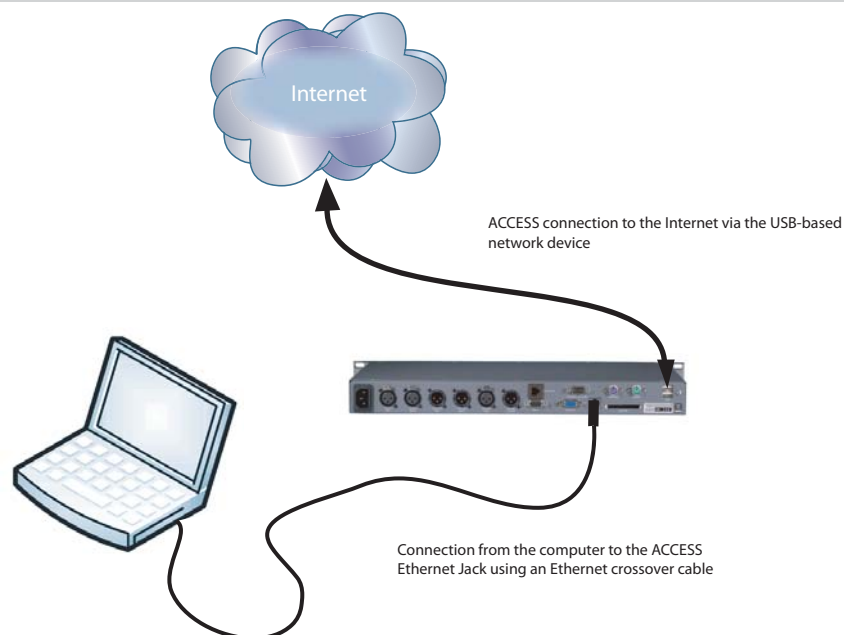 Internet
ACCESS connection to the Internet via the USB-based
network device
Connection from the computer to the ACCESS
Ethernet Jack using an Ethernet crossover cable